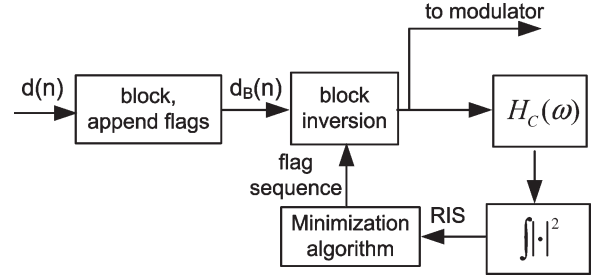 to modulator
d(n)
block,
append flags
d_B(n)
block
inversion
H_C(ω)
flag
sequence
Minimization
algorithm
RIS
∫|·|²